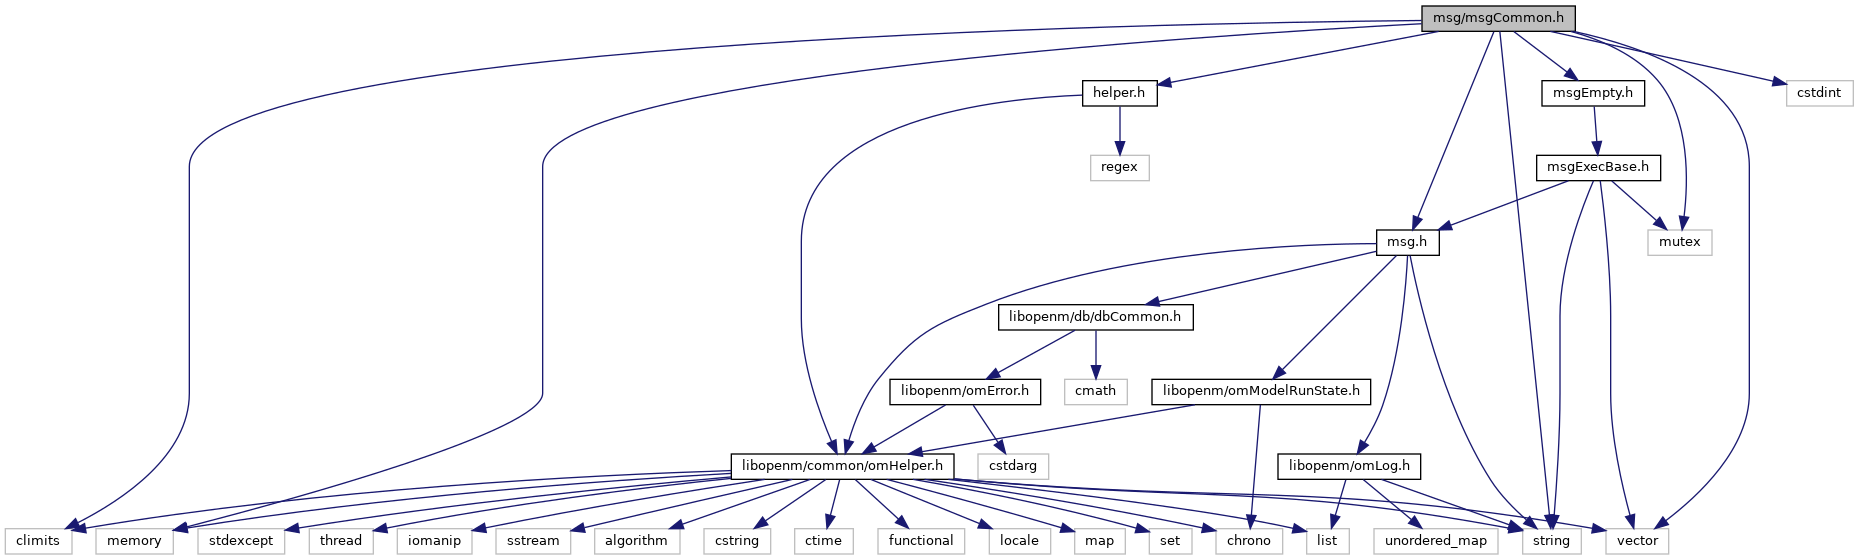 msg/msgCommon.h
helper.h
msgEmpty.h
cstdint
regex
msgExecBase.h
msg.h
mutex
libopenm/db/dbCommon.h
libopenm/omError.h
cmath
libopenm/omModelRunState.h
libopenm/common/omHelper.h
cstdarg
libopenm/omLog.h
climits
memory
stdexcept
thread
iomanip
sstream
algorithm
cstring
ctime
functional
locale
map
set
chrono
list
unordered_map
string
vector